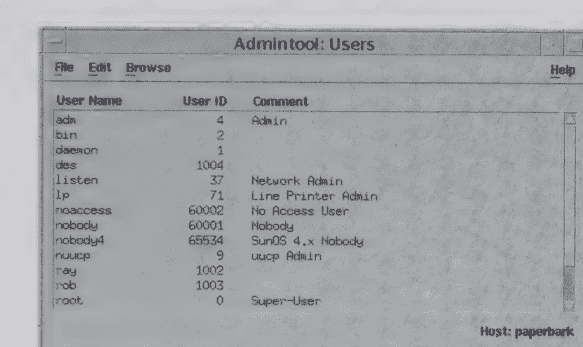 Admintool: Users
File Edit Browse Help
User Name User ID Comment
adm 4 Admin
bin 2
daemon 1
des 1004
listen 37 Network Admin
lp 71 Line Printer Admin
noaccess 60002 No Access User
nobody 60001 Nobody
nobody4 65534 SunOS 4.x Nobody
nuucp 9 uucp Admin
ray 1002
rob 1003
root 0 Super-User
Host: paperbark